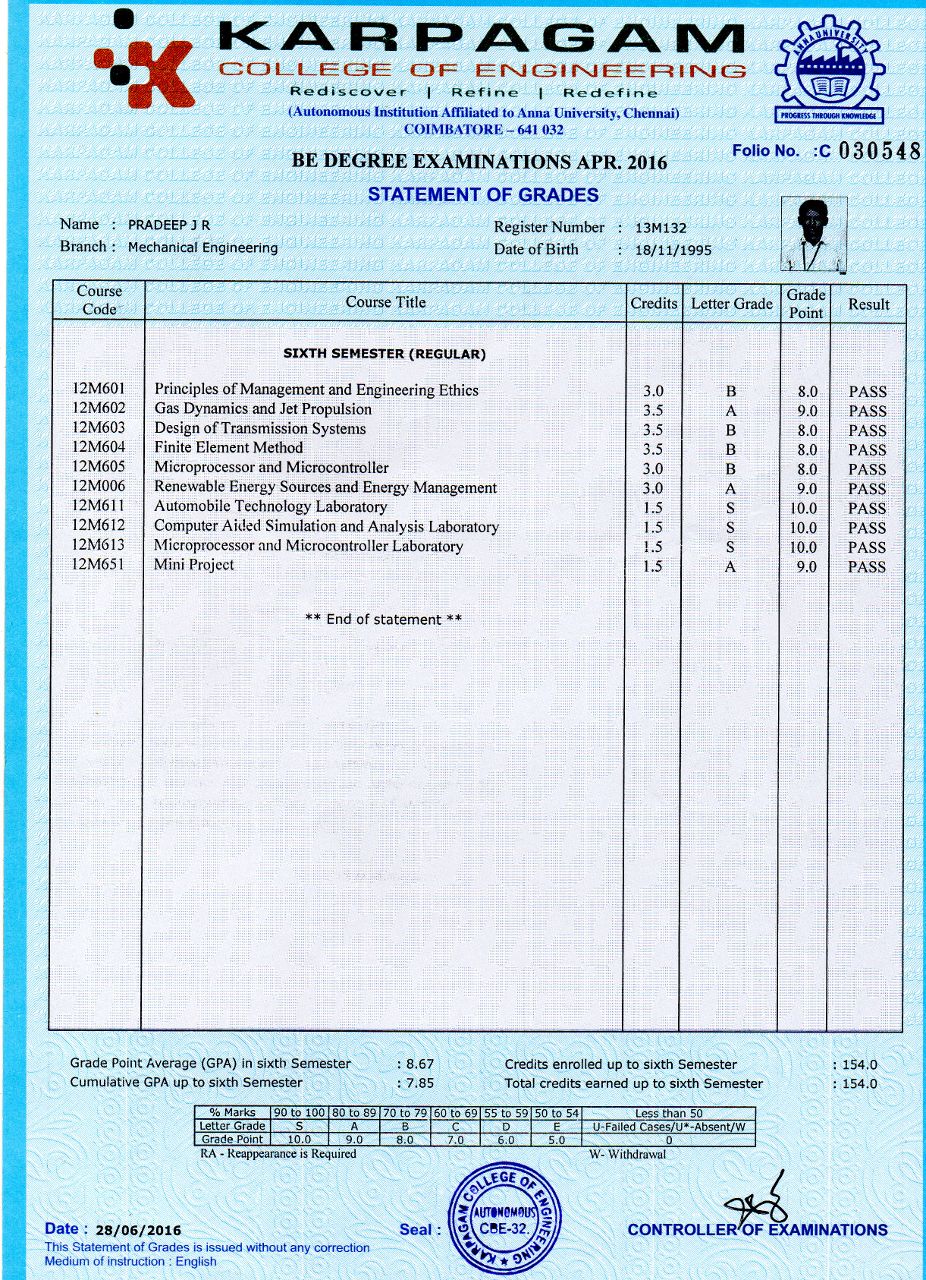 KARPAGAM
COLLEGE OF ENGINEERING
Rediscover | Refine | Redefine
(Autonomous Institution Affiliated to Anna University, Chennai)
COIMBATORE – 641 032
ANNA UNIVERSITY
PROGRESS THROUGH KNOWLEDGE
BE DEGREE EXAMINATIONS APR. 2016
Folio No. :C 030548
STATEMENT OF GRADES
Name : PRADEEP J R
Register Number : 13M132
Branch : Mechanical Engineering
Date of Birth : 18/11/1995
Course Code Course Title Credits Letter Grade Grade Point Result
SIXTH SEMESTER (REGULAR)
12M601 Principles of Management and Engineering Ethics 3.0 B 8.0 PASS
12M602 Gas Dynamics and Jet Propulsion 3.5 A 9.0 PASS
12M603 Design of Transmission Systems 3.5 B 8.0 PASS
12M604 Finite Element Method 3.5 B 8.0 PASS
12M605 Microprocessor and Microcontroller 3.0 B 8.0 PASS
12M006 Renewable Energy Sources and Energy Management 3.0 A 9.0 PASS
12M611 Automobile Technology Laboratory 1.5 S 10.0 PASS
12M612 Computer Aided Simulation and Analysis Laboratory 1.5 S 10.0 PASS
12M613 Microprocessor and Microcontroller Laboratory 1.5 S 10.0 PASS
12M651 Mini Project 1.5 A 9.0 PASS
** End of statement **
Grade Point Average (GPA) in sixth Semester : 8.67
Credits enrolled up to sixth Semester : 154.0
Cumulative GPA up to sixth Semester : 7.85
Total credits earned up to sixth Semester : 154.0
% Marks 90 to 100 80 to 89 70 to 79 60 to 69 55 to 59 50 to 54 Less than 50
Letter Grade S A B C D E U-Failed Cases/U*-Absent/W
Grade Point 10.0 9.0 8.0 7.0 6.0 5.0 0
RA - Reappearance is Required
W- Withdrawal
Date : 28/06/2016
Seal :
KARPAGAM COLLEGE OF ENGINEERING
AUTONOMOUS
CBE-32.
CONTROLLER OF EXAMINATIONS
This Statement of Grades is issued without any correction
Medium of instruction : English